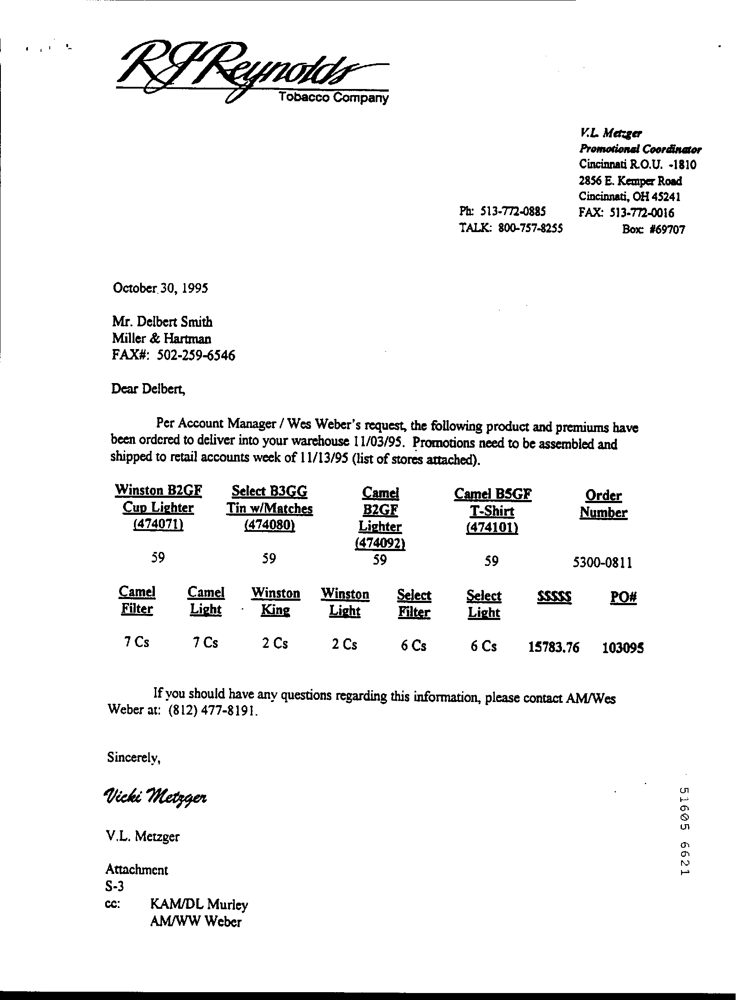 RJReynolds
Tobacco Company
V.L. Metzger
Promotional Coordinator
Cincinnati R.O.U. -1810
2856 E. Kemper Road
Cincinnati, OH 45241
Ph: 513-772-0885 FAX: 513-772-0016
TALK: 800-757-8255 Box: #69707
October 30, 1995
Mr. Delbert Smith
Miller & Hartman
FAX#: 502-259-6546
Dear Delbert,
Per Account Manager / Wes Weber's request, the following product and premiums have
been ordered to deliver into your warehouse 11/03/95. Promotions need to be assembled and
shipped to retail accounts week of 11/13/95 (list of stores attached).
Winston B2GF Select B3GG Camel Camel B5GF Order
Cup Lighter Tin w/Matches B2GF T-Shirt Number
(474071) (474080) Lighter (474101)
(474092)
59 59 59 59 5300-0811
Camel Camel Winston Winston Select Select $$$$$ PO#
Filter Light King Light Filter Light
7 Cs 7 Cs 2 Cs 2 Cs 6 Cs 6 Cs 15783.76 103095
If you should have any questions regarding this information, please contact AM/Wes
Weber at: (812) 477-8191.
Sincerely,
Vicki Metzger
V.L. Metzger
Attachment
S-3
cc: KAM/DL Murley
AM/WW Weber
51605 6621